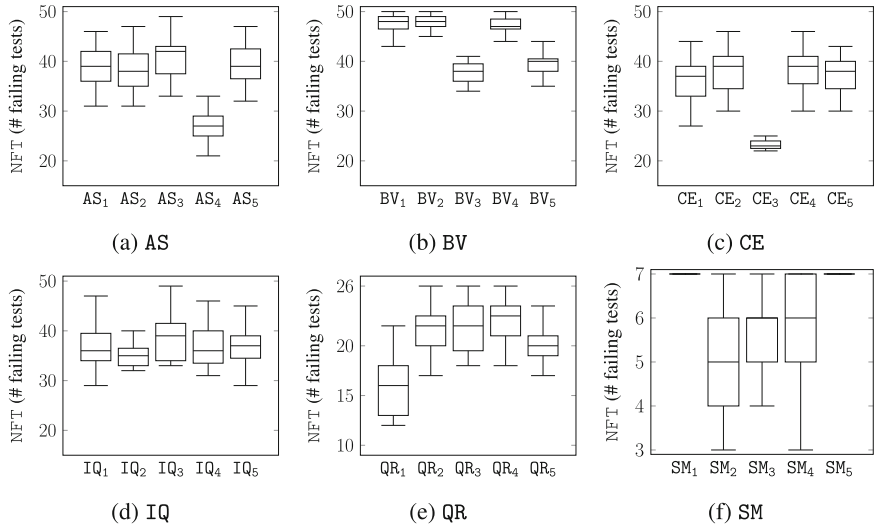 NFT (# failing tests)
50
40
30
20
AS₁ AS₂ AS₃ AS₄ AS₅
(a) AS
NFT (# failing tests)
50
40
30
20
BV₁ BV₂ BV₃ BV₄ BV₅
(b) BV
NFT (# failing tests)
50
40
30
20
CE₁ CE₂ CE₃ CE₄ CE₅
(c) CE
NFT (# failing tests)
50
40
30
20
IQ₁ IQ₂ IQ₃ IQ₄ IQ₅
(d) IQ
NFT (# failing tests)
26
20
15
10
QR₁ QR₂ QR₃ QR₄ QR₅
(e) QR
NFT (# failing tests)
7
6
5
4
3
SM₁ SM₂ SM₃ SM₄ SM₅
(f) SM